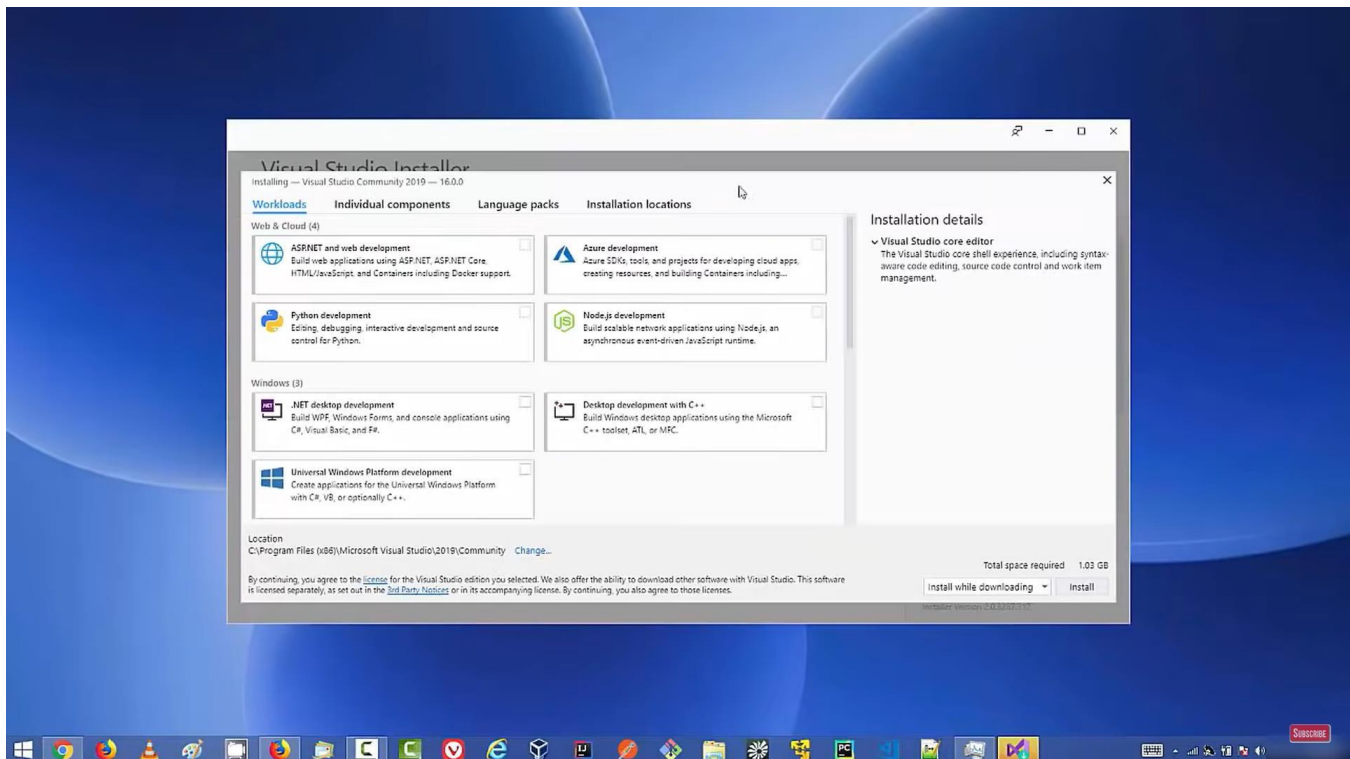 Visual Studio Installer
Installing — Visual Studio Community 2019 — 16.0.0
Workloads
Individual components
Language packs
Installation locations
Web & Cloud (4)
ASP.NET and web development
Build web applications using ASP.NET, ASP.NET Core,
HTML/JavaScript, and Containers including Docker support.
Azure development
Azure SDKs, tools, and projects for developing cloud apps,
creating resources, and building Containers including...
Python development
Editing, debugging, interactive development and source
control for Python.
Node.js development
Build scalable network applications using Node.js, an
asynchronous event-driven JavaScript runtime.
Windows (3)
.NET desktop development
Build WPF, Windows Forms, and console applications using
C#, Visual Basic, and F#.
Desktop development with C++
Build Windows desktop applications using the Microsoft
C++ toolset, ATL, or MFC.
Universal Windows Platform development
Create applications for the Universal Windows Platform
with C#, VB, or optionally C++.
Installation details
Visual Studio core editor
The Visual Studio core shell experience, including syntax-
aware code editing, source code control and work item
management.
Location
C:\Program Files (x86)\Microsoft Visual Studio\2019\Community Change...
By continuing, you agree to the license for the Visual Studio edition you selected. We also offer the ability to download other software with Visual Studio. This software
is licensed separately, as set out in the 3rd Party Notices or in its accompanying license. By continuing, you also agree to those licenses.
Total space required 1.03 GB
Install while downloading
Install
Installer Version
SUBSCRIBE